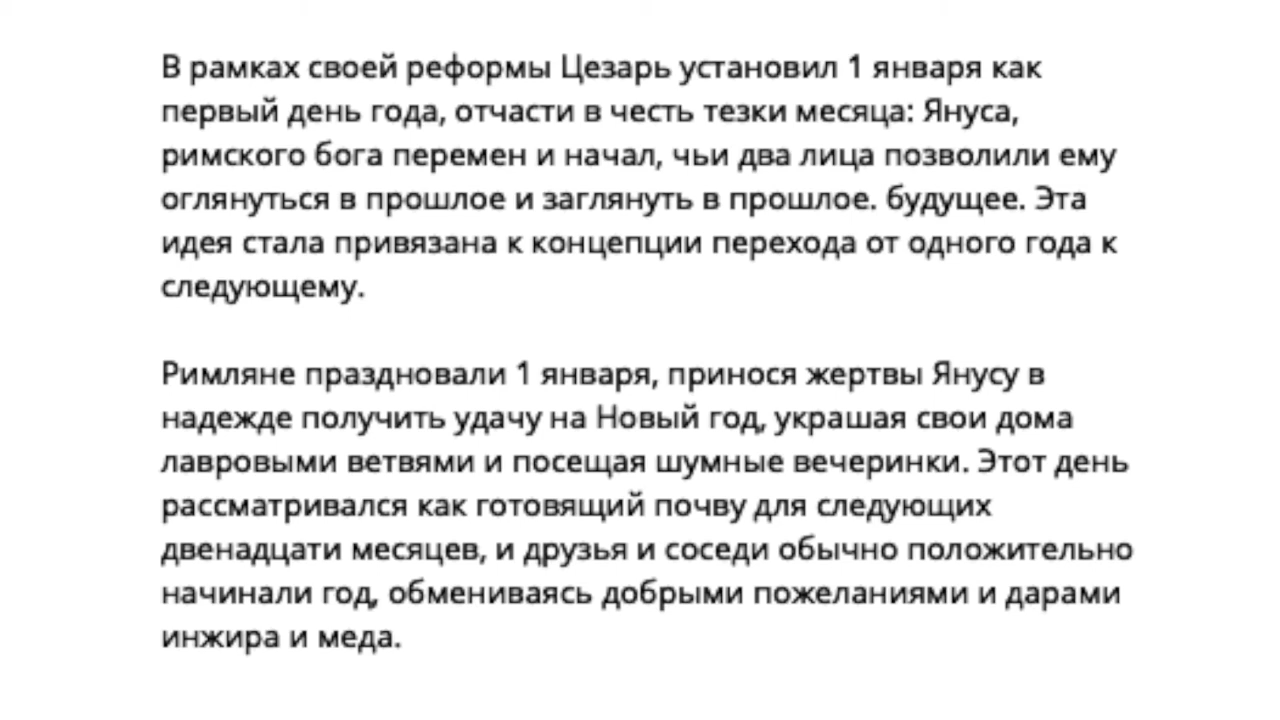 В рамках своей реформы Цезарь установил 1 января как
первый день года, отчасти в честь тезки месяца: Януса,
римского бога перемен и начал, чьи два лица позволили ему
оглянуться в прошлое и заглянуть в прошлое. будущее. Эта
идея стала привязана к концепции перехода от одного года к
следующему.
Римляне праздновали 1 января, принося жертвы Янусу в
надежде получить удачу на Новый год, украшая свои дома
лавровыми ветвями и посещая шумные вечеринки. Этот день
рассматривался как готовящий почву для следующих
двенадцати месяцев, и друзья и соседи обычно положительно
начинали год, обмениваясь добрыми пожеланиями и дарами
инжира и меда.